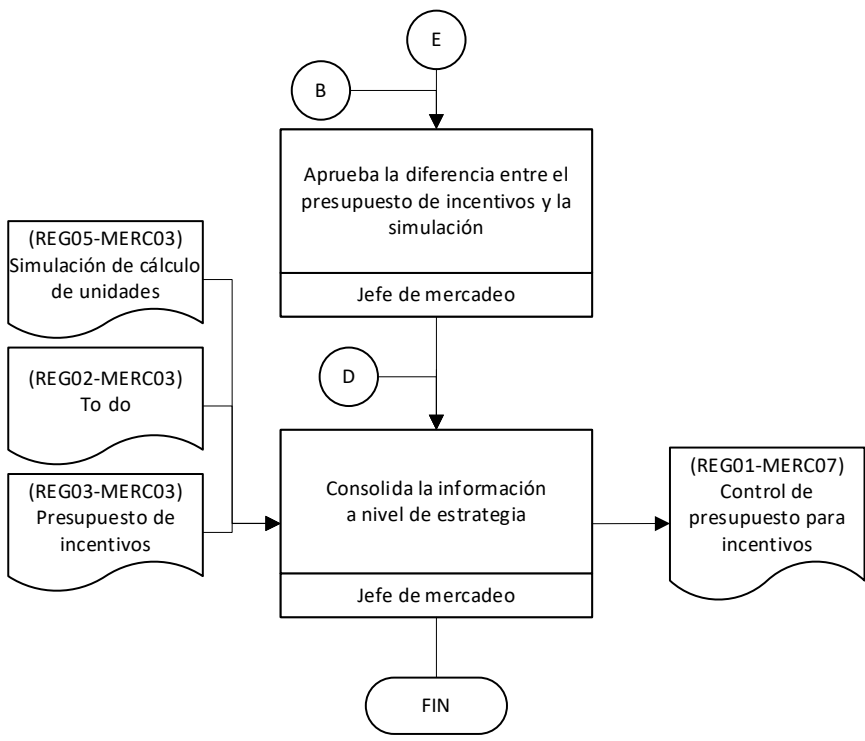 E
B
Aprueba la diferencia entre el
presupuesto de incentivos y la
simulación
Jefe de mercadeo
(REG05-MERC03)
Simulación de cálculo
de unidades
D
(REG02-MERC03)
To do
(REG03-MERC03)
Presupuesto de
incentivos
Consolida la información
a nivel de estrategia
Jefe de mercadeo
(REG01-MERC07)
Control de
presupuesto para
incentivos
FIN